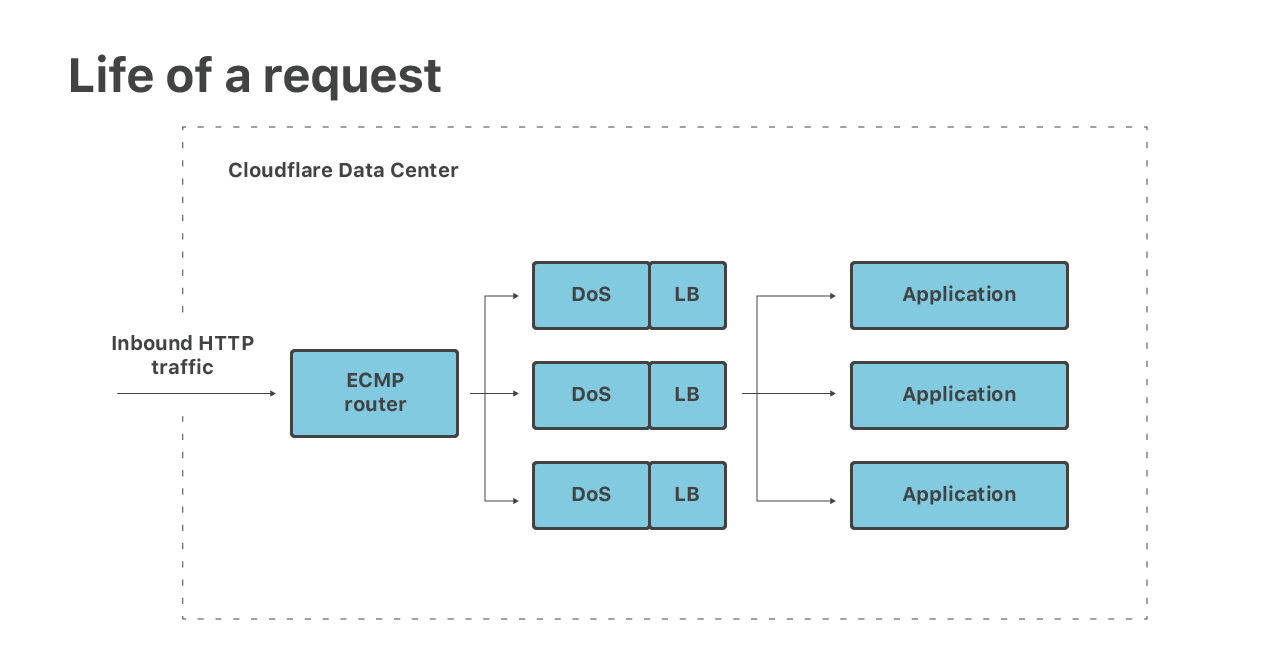 Life of a request
Cloudflare Data Center
Inbound HTTP
traffic
ECMP
router
DoS
LB
DoS
LB
DoS
LB
Application
Application
Application